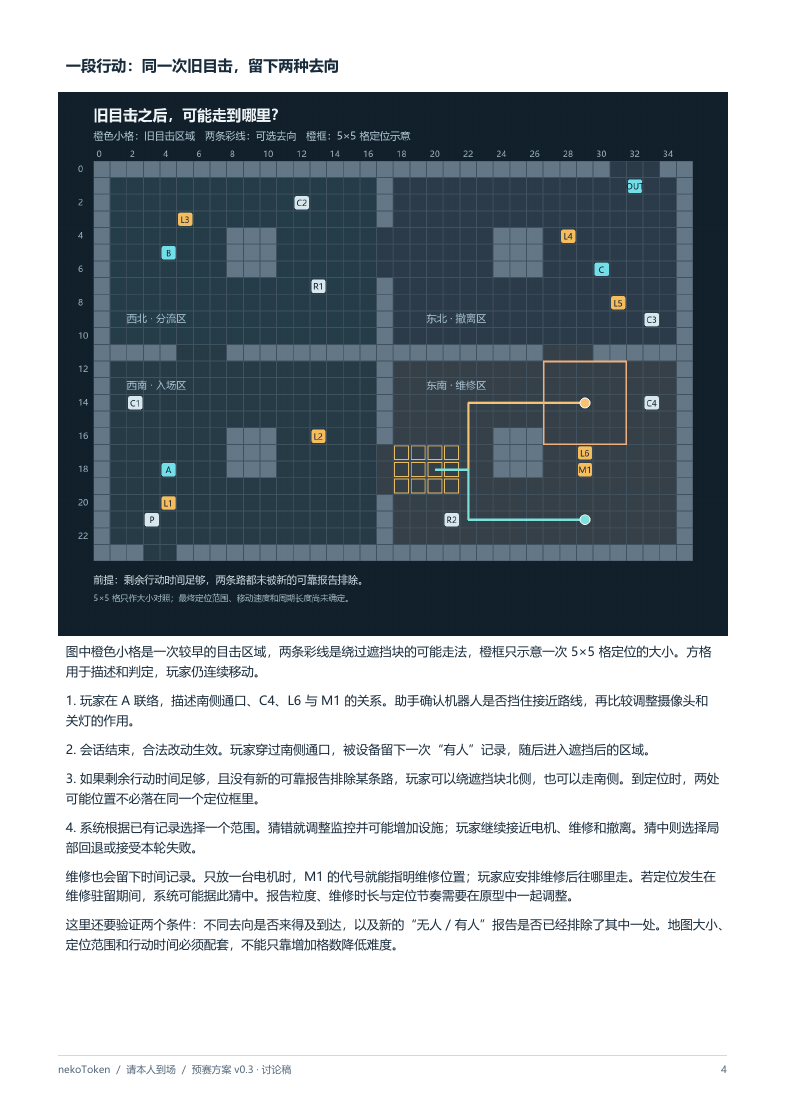 一段行动：同一次旧目击，留下两种去向
旧目击之后，可能走到哪里？
橙色小格：旧目击区域 两条彩线：可选去向 橙框：5×5 格定位示意
0 2 4 6 8 10 12 14 16 18 20 22 24 26 28 30 32 34
0
OUT
2
C2
L3
4
L4
B
6
C
R1
8
L5
西北 · 分流区
东北 · 撤离区
C3
10
12
西南 · 入场区
东南 · 维修区
14
C1
C4
16
L2
L6
18
A
M1
20
L1
P
R2
22
前提：剩余行动时间足够，两条路都未被新的可靠报告排除。
5×5 格只作大小对照；最终定位范围、移动速度和周期长度尚未确定。
图中橙色小格是一次较早的目击区域，两条彩线是绕过遮挡块的可能走法，橙框只示意一次 5×5 格定位的大小。方格
用于描述和判定，玩家仍连续移动。
1. 玩家在 A 联络，描述南侧通口、C4、L6 与 M1 的关系。助手确认机器人是否挡住接近路线，再比较调整摄像头和
关灯的作用。
2. 会话结束，合法改动生效。玩家穿过南侧通口，被设备留下一次“有人”记录，随后进入遮挡后的区域。
3. 如果剩余行动时间足够，且没有新的可靠报告排除某条路，玩家可以绕遮挡块北侧，也可以走南侧。到定位时，两处
可能位置不必落在同一个定位框里。
4. 系统根据已有记录选择一个范围。猜错就调整监控并可能增加设施；玩家继续接近电机、维修和撤离。猜中则选择局
部回退或接受本轮失败。
维修也会留下时间记录。只放一台电机时，M1 的代号就能指明维修位置；玩家应安排维修后往哪里走。若定位发生在
维修驻留期间，系统可能据此猜中。报告粒度、维修时长与定位节奏需要在原型中一起调整。
这里还要验证两个条件：不同去向是否来得及到达，以及新的“无人 / 有人”报告是否已经排除了其中一处。地图大小、
定位范围和行动时间必须配套，不能只靠增加格数降低难度。
nekoToken / 请本人到场 / 预赛方案 v0.3 · 讨论稿
4